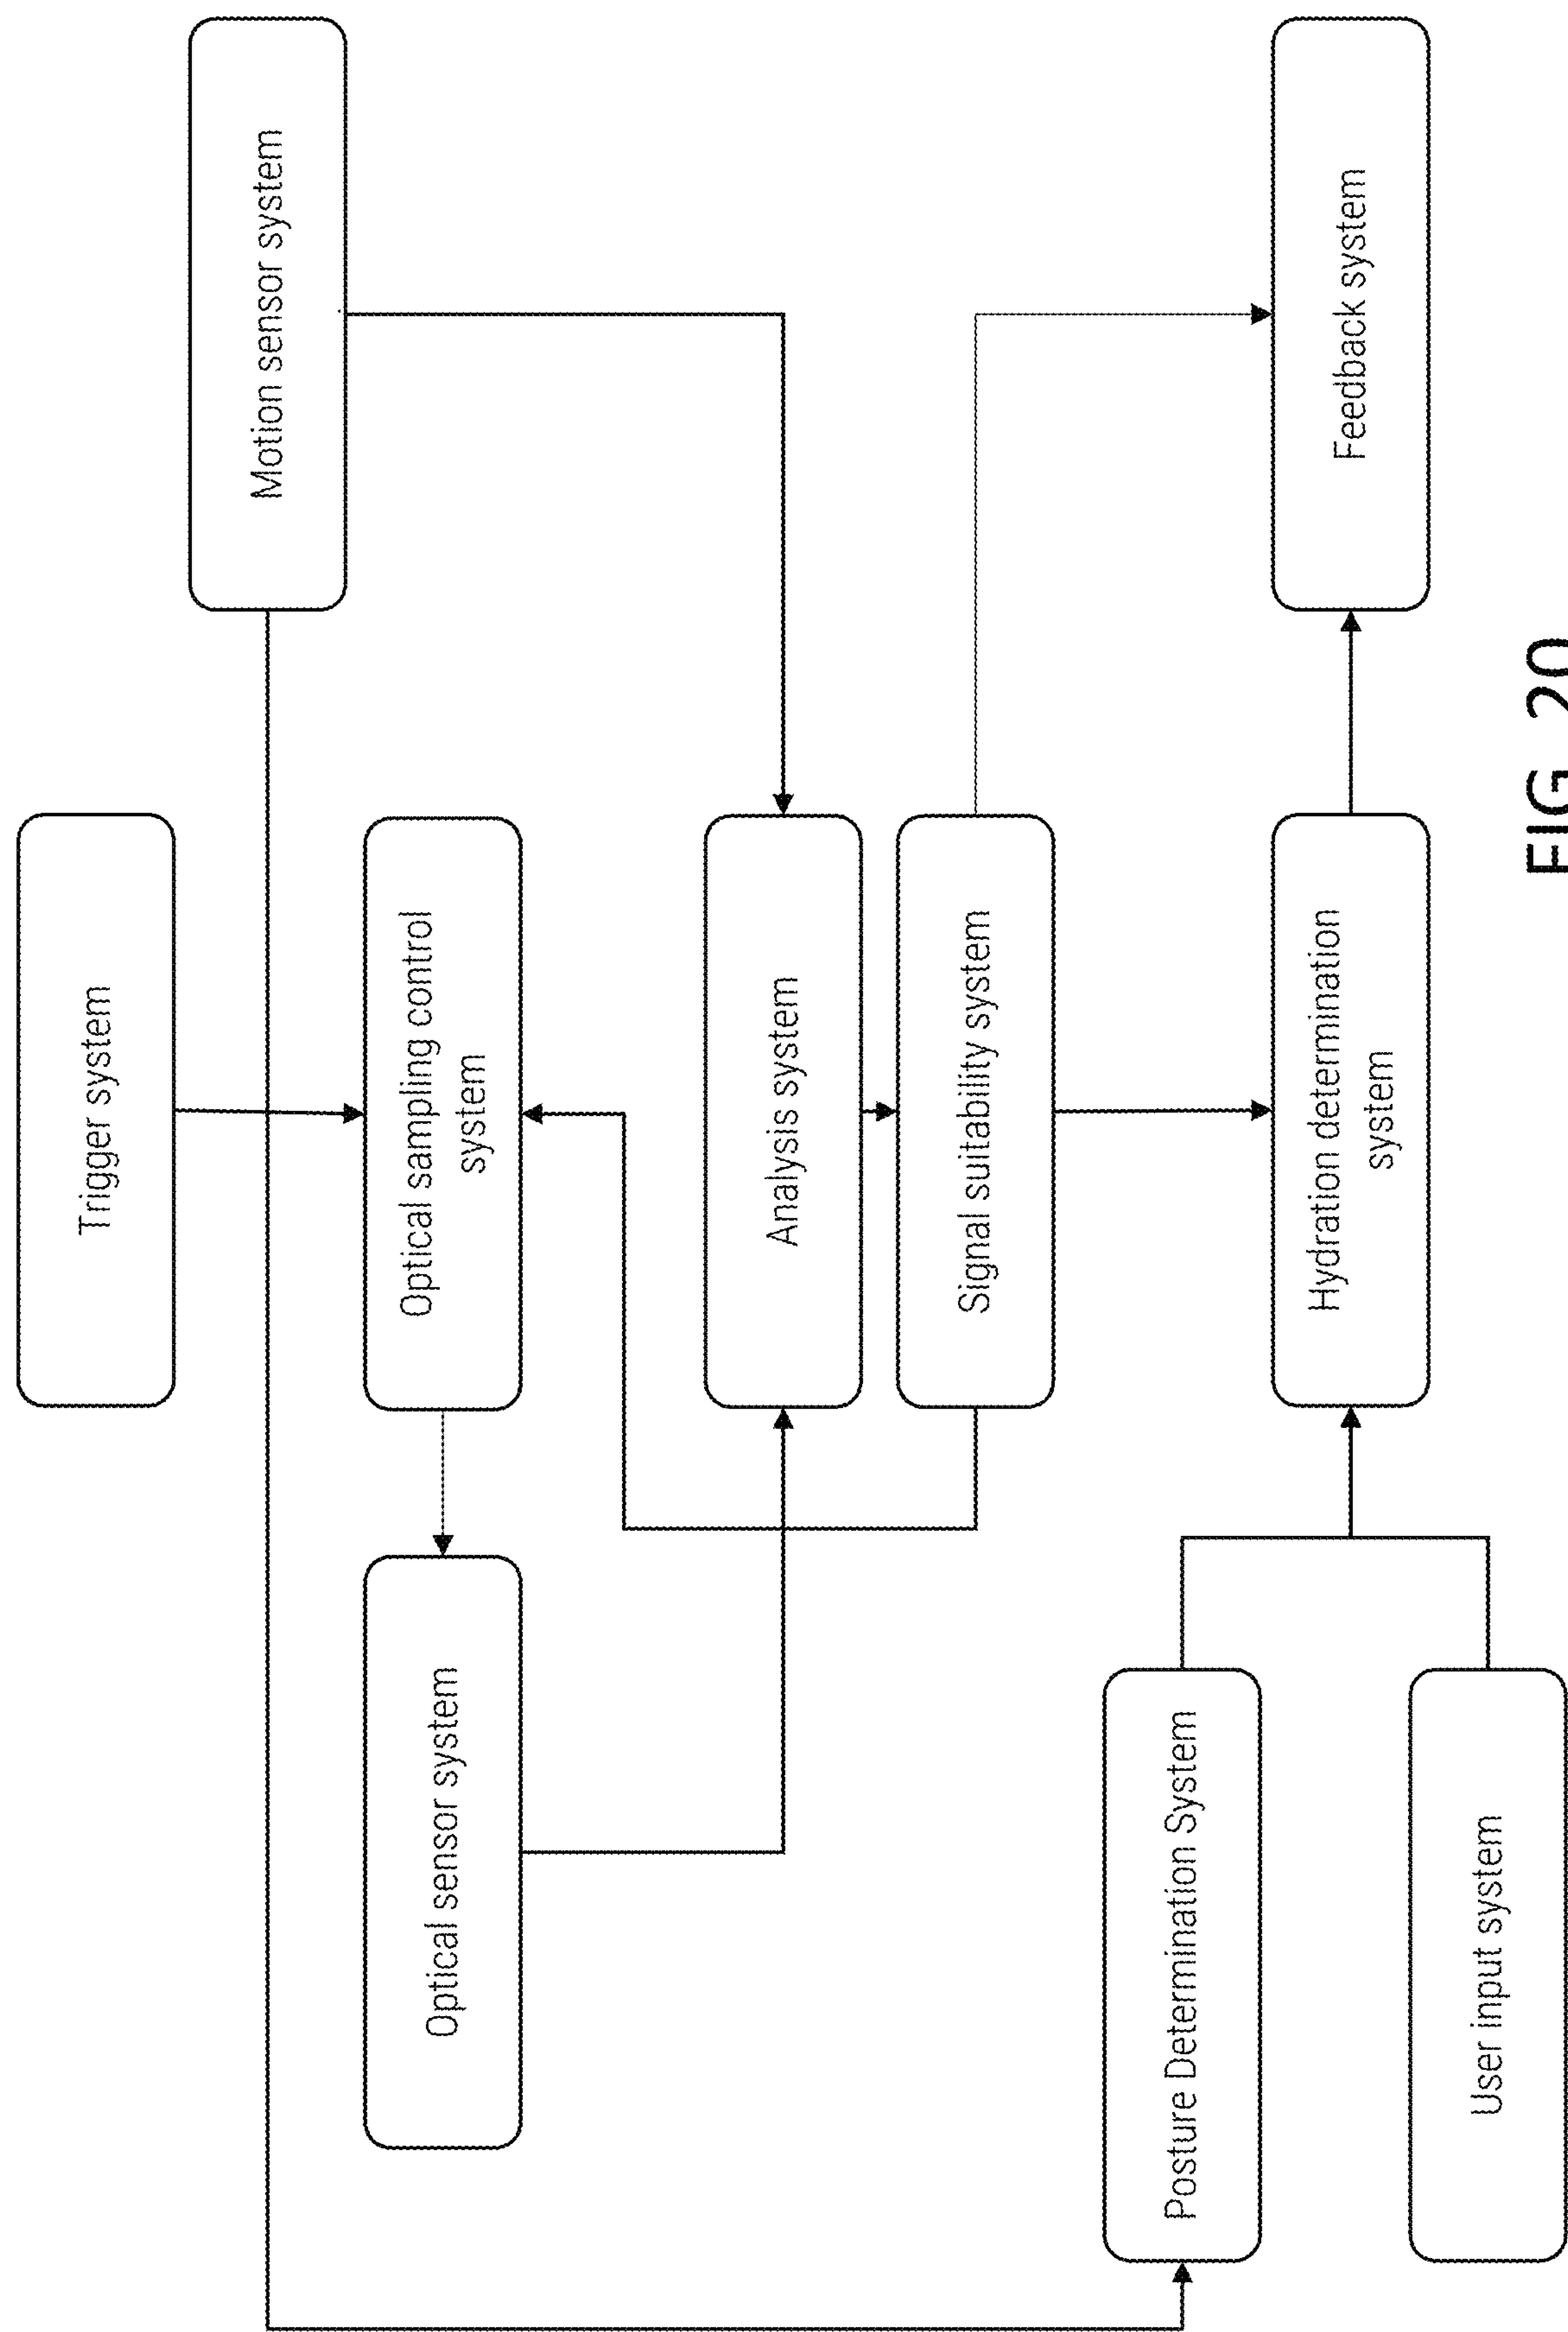 Trigger system
Motion sensor system
Optical sensor system
Optical sampling control
system
Analysis system
Signal suitability system
Posture Determination System
Hydration determination
system
Feedback system
User input system
FIG. 20